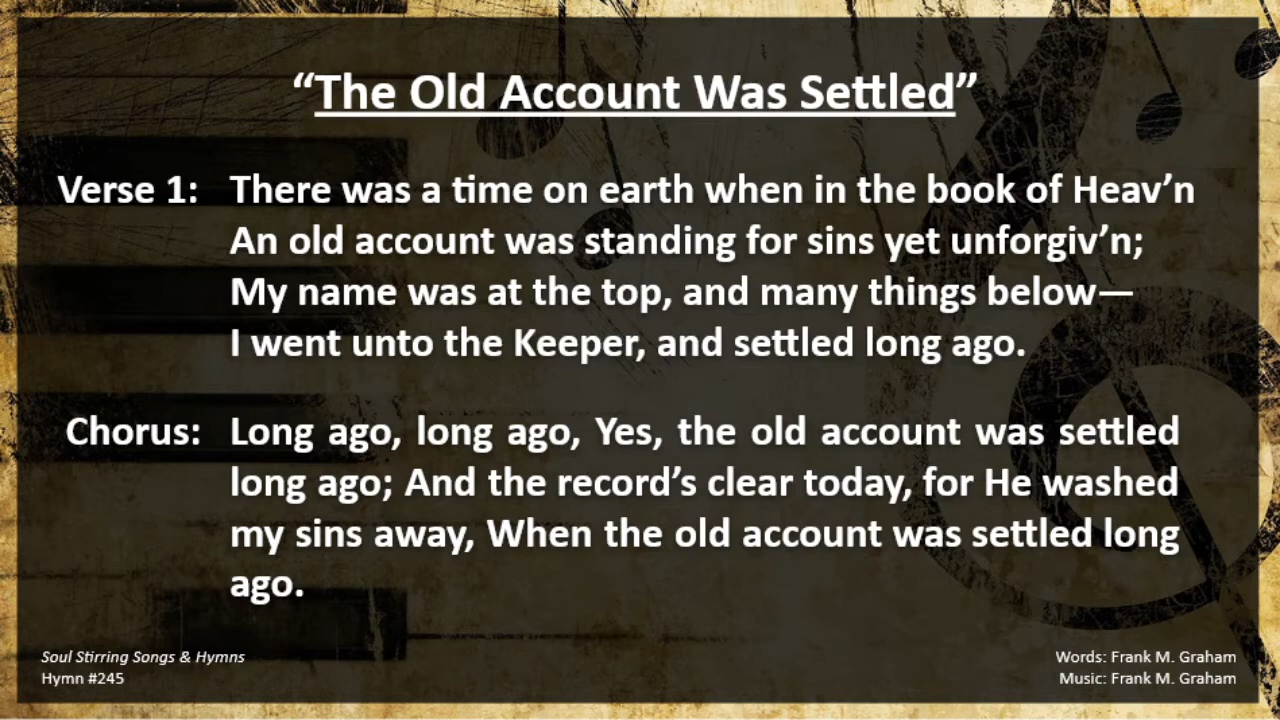 “The Old Account Was Settled”
Verse 1: There was a time on earth when in the book of Heav’n
An old account was standing for sins yet unforgiv’n;
My name was at the top, and many things below—
I went unto the Keeper, and settled long ago.
Chorus: Long ago, long ago, Yes, the old account was settled
long ago; And the record’s clear today, for He washed
my sins away, When the old account was settled long
ago.
Soul Stirring Songs & Hymns
Hymn #245
Words: Frank M. Graham
Music: Frank M. Graham